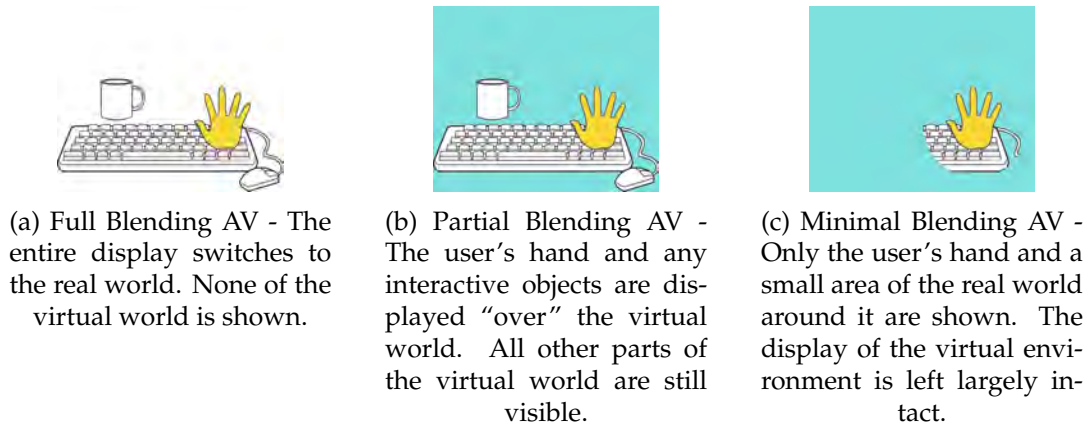 (a) Full Blending AV - The
entire display switches to
the real world. None of the
virtual world is shown.
(b) Partial Blending AV -
The user's hand and any
interactive objects are dis-
played “over” the virtual
world. All other parts of
the virtual world are still
visible.
(c) Minimal Blending AV -
Only the user's hand and a
small area of the real world
around it are shown. The
display of the virtual envi-
ronment is left largely in-
tact.